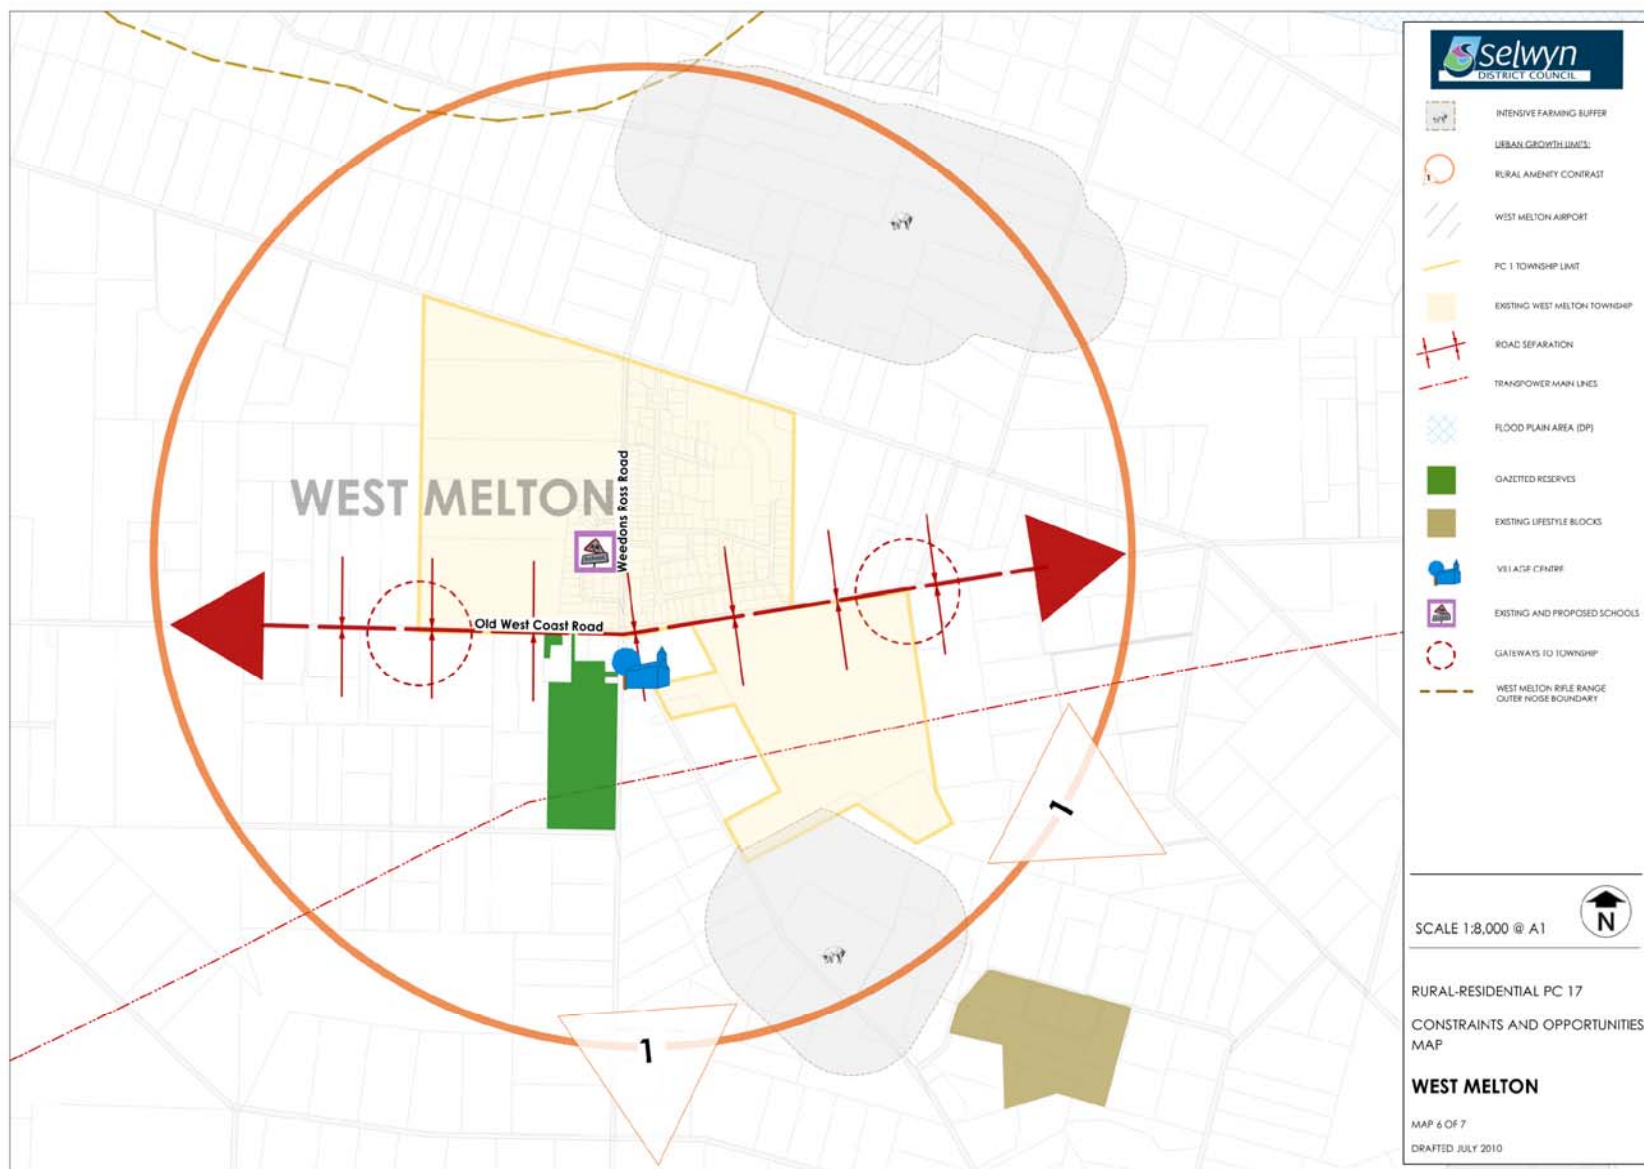 WEST MELTON
Weedons Ross Road
Old West Coast Road
1
1
selwyn
DISTRICT COUNCIL
INTENSIVE FARMING BUFFER
URBAN GROWTH LIMITS:
1
RURAL AMENITY CONTRAST
WEST MELTON AIRPORT
PC 1 TOWNSHIP LIMIT
EXISTING WEST MELTON TOWNSHIP
ROAD SEPARATION
TRANSPOWER MAIN LINES
FLOOD PLAIN AREA (DP)
GAZETTED RESERVES
EXISTING LIFESTYLE BLOCKS
VILLAGE CENTRE
EXISTING AND PROPOSED SCHOOLS
GATEWAYS TO TOWNSHIP
WEST MELTON RIFLE RANGE
OUTER NOISE BOUNDARY
SCALE 1:8,000 @ A1
N
RURAL-RESIDENTIAL PC 17
CONSTRAINTS AND OPPORTUNITIES
MAP
WEST MELTON
MAP 6 OF 7
DRAFTED JULY 2010